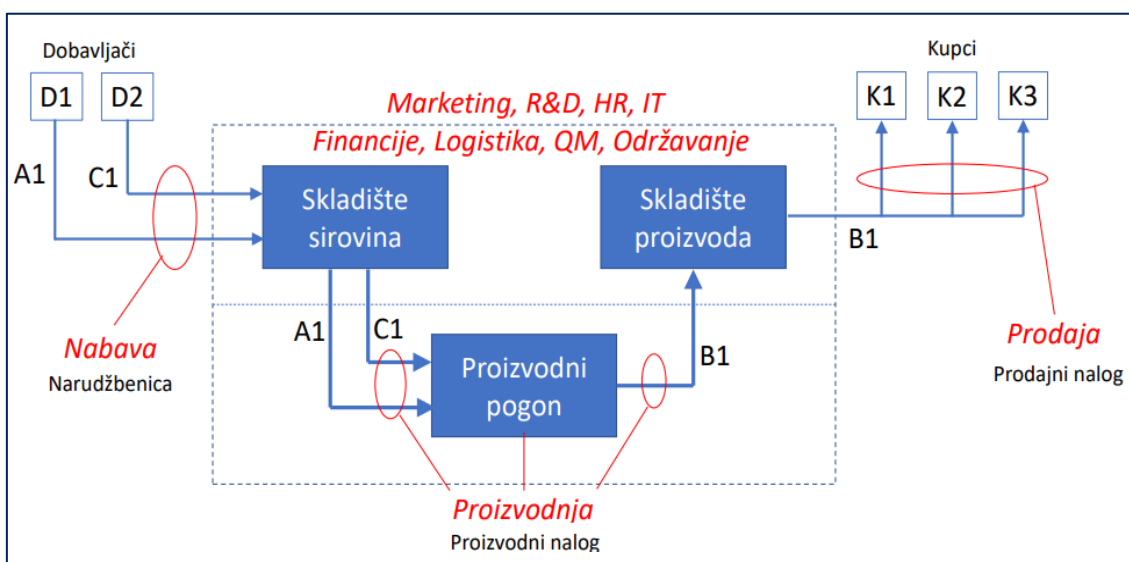 Dobavljači
D1
D2
Kupci
K1
K2
K3
Marketing, R&D, HR, IT
Financije, Logistika, QM, Održavanje
A1
C1
Skladište
sirovina
Skladište
proizvoda
B1
A1
C1
B1
Nabava
Narudžbenica
Proizvodni
pogon
Prodaja
Prodajni nalog
Proizvodnja
Proizvodni nalog